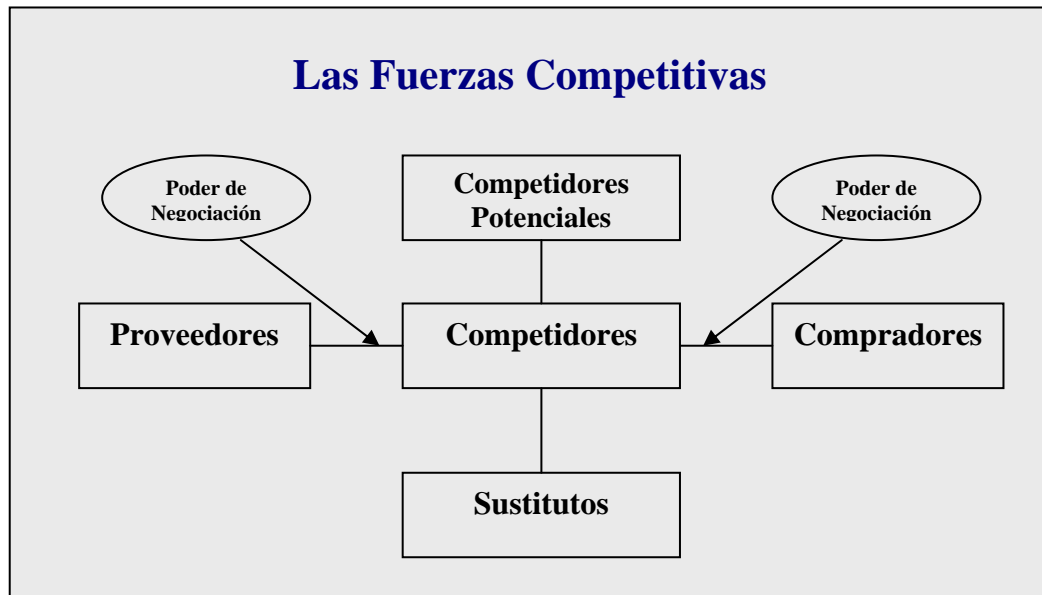 Las Fuerzas Competitivas
Poder de
Negociación
Competidores
Potenciales
Poder de
Negociación
Proveedores
Competidores
Compradores
Sustitutos